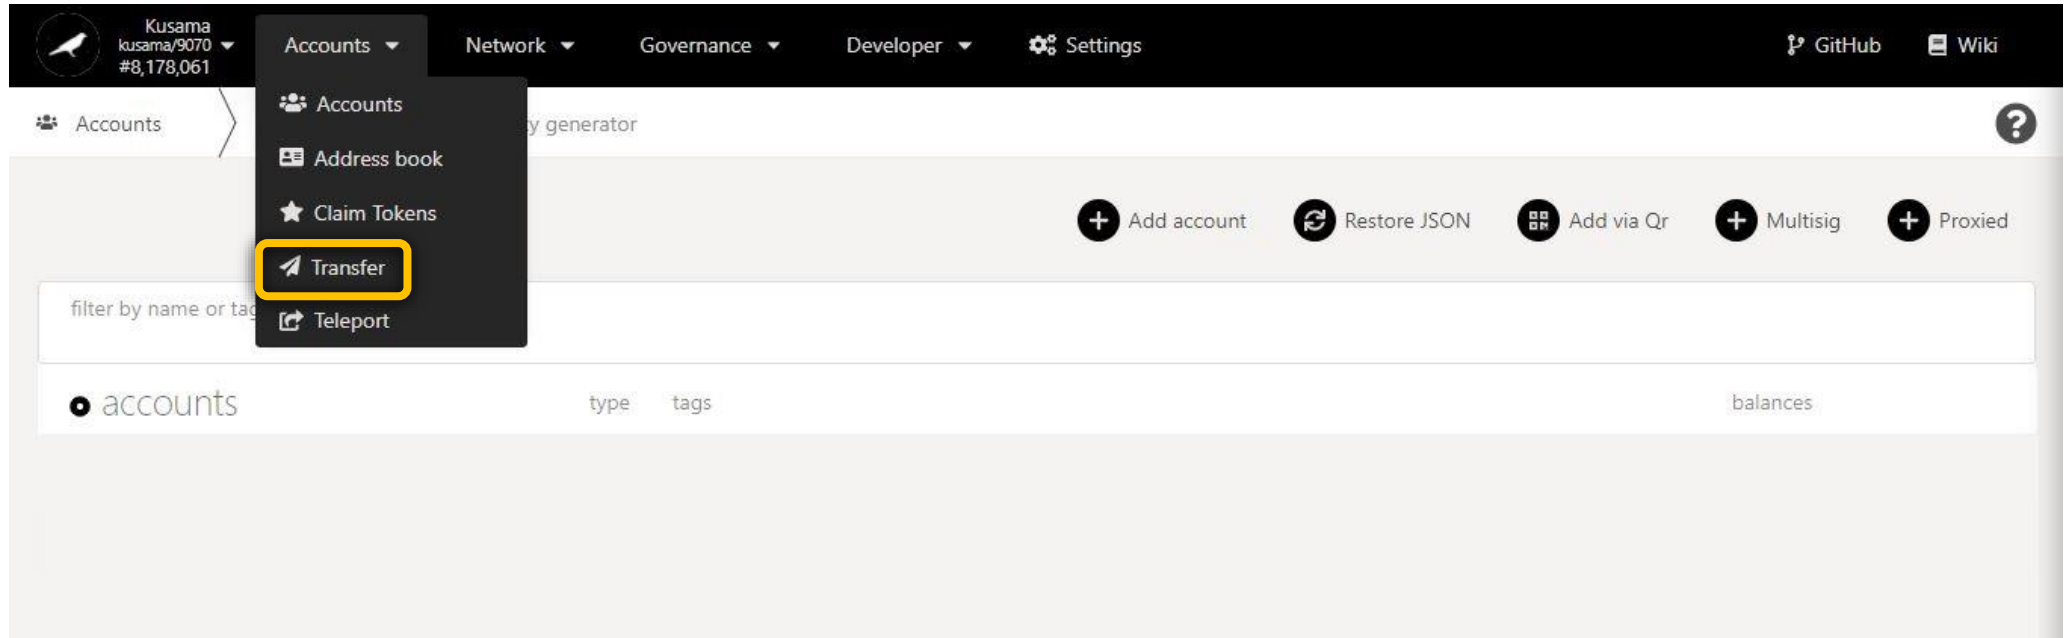 Kusama
kusama/9070
#8,178,061
Accounts
Network
Governance
Developer
Settings
GitHub
Wiki
Accounts
generator
Accounts
Address book
Claim Tokens
Transfer
Teleport
Add account
Restore JSON
Add via Qr
Multisig
Proxied
filter by name or
accounts
type
tags
balances